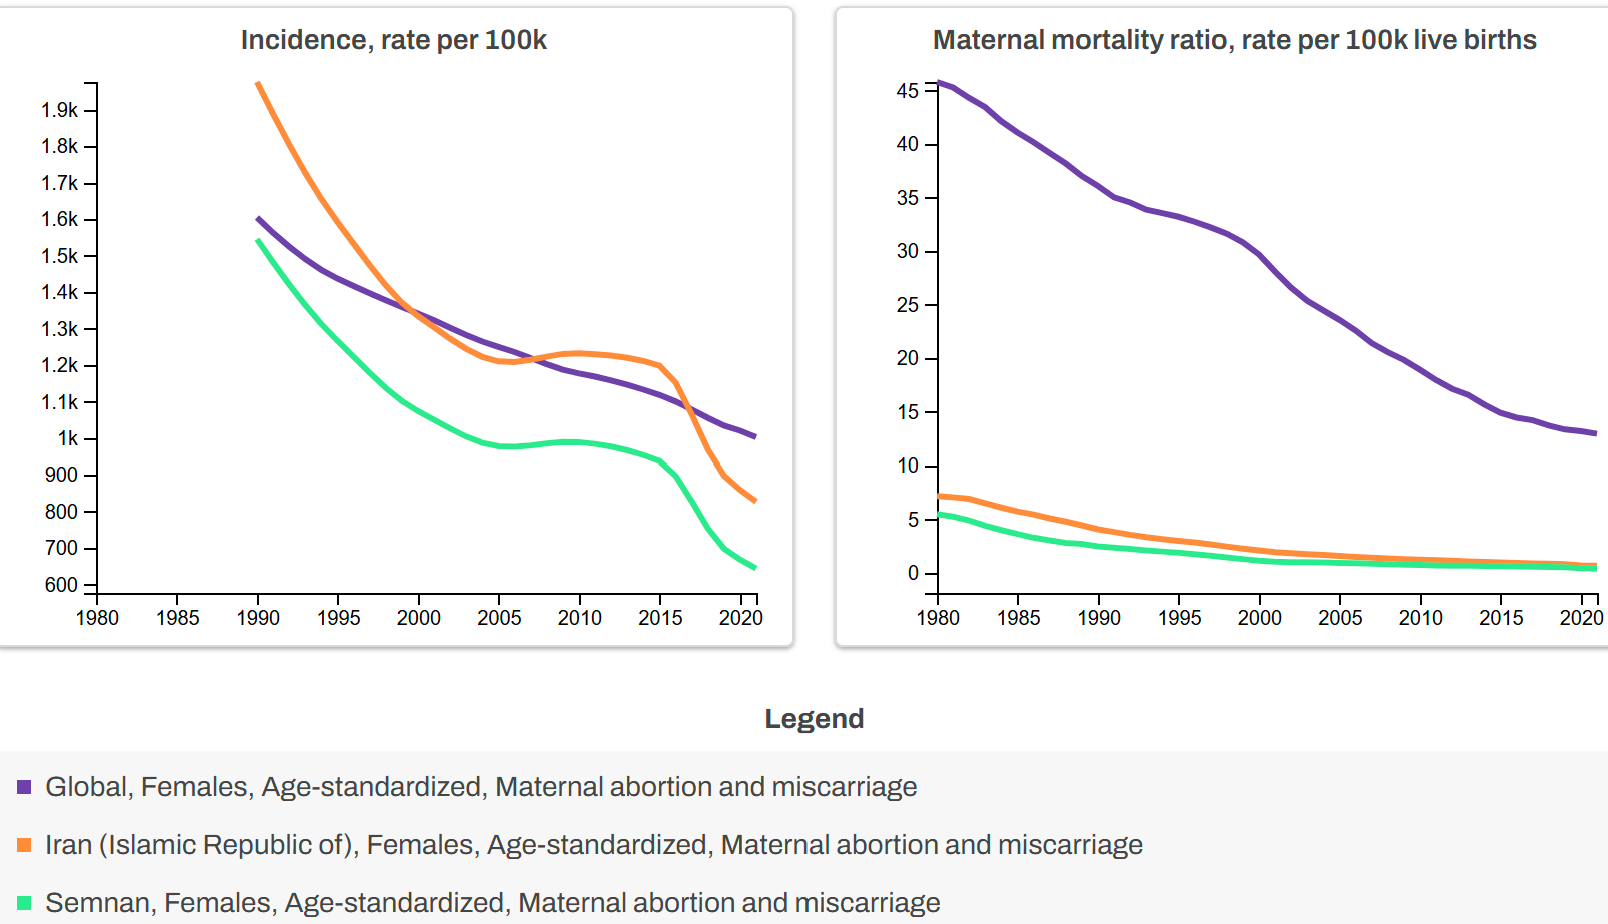 Incidence, rate per 100k
1.9k
1.8k
1.7k
1.6k
1.5k
1.4k
1.3k
1.2k
1.1k
1k
900
800
700
600
1980 1985 1990 1995 2000 2005 2010 2015 2020
Maternal mortality ratio, rate per 100k live births
45
40
35
30
25
20
15
10
5
0
1980 1985 1990 1995 2000 2005 2010 2015 2020
Legend
Global, Females, Age-standardized, Maternal abortion and miscarriage
Iran (Islamic Republic of), Females, Age-standardized, Maternal abortion and miscarriage
Semnan, Females, Age-standardized, Maternal abortion and miscarriage